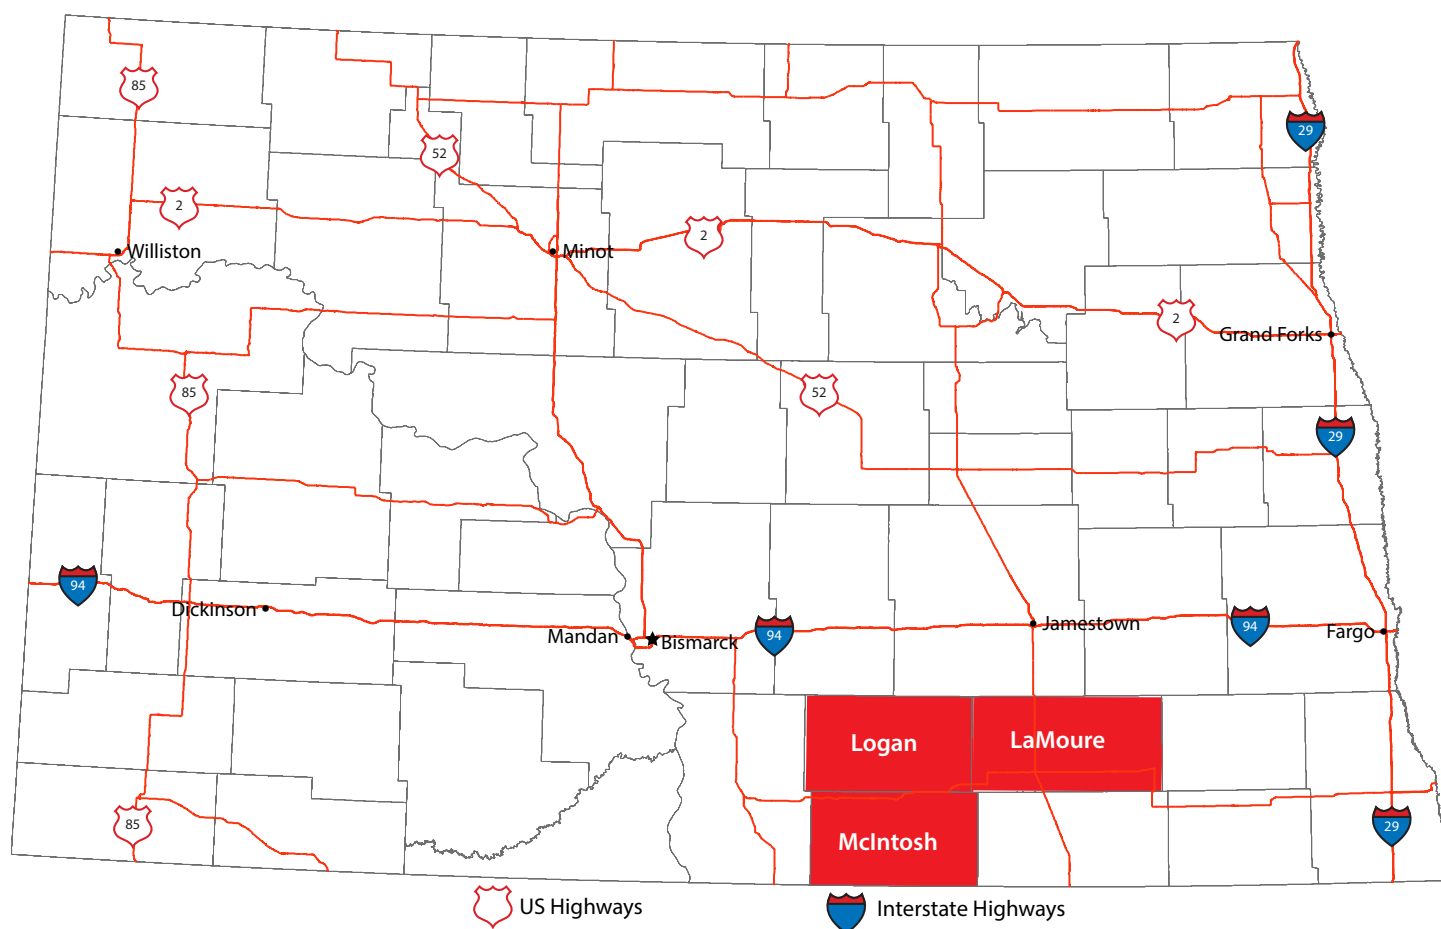 85
29
52
2
2
Williston
Minot
2
Grand Forks
85
52
29
94
Dickinson
Mandan
Bismarck
94
Jamestown
94
Fargo
Logan
LaMoure
85
McIntosh
29
US Highways
Interstate Highways